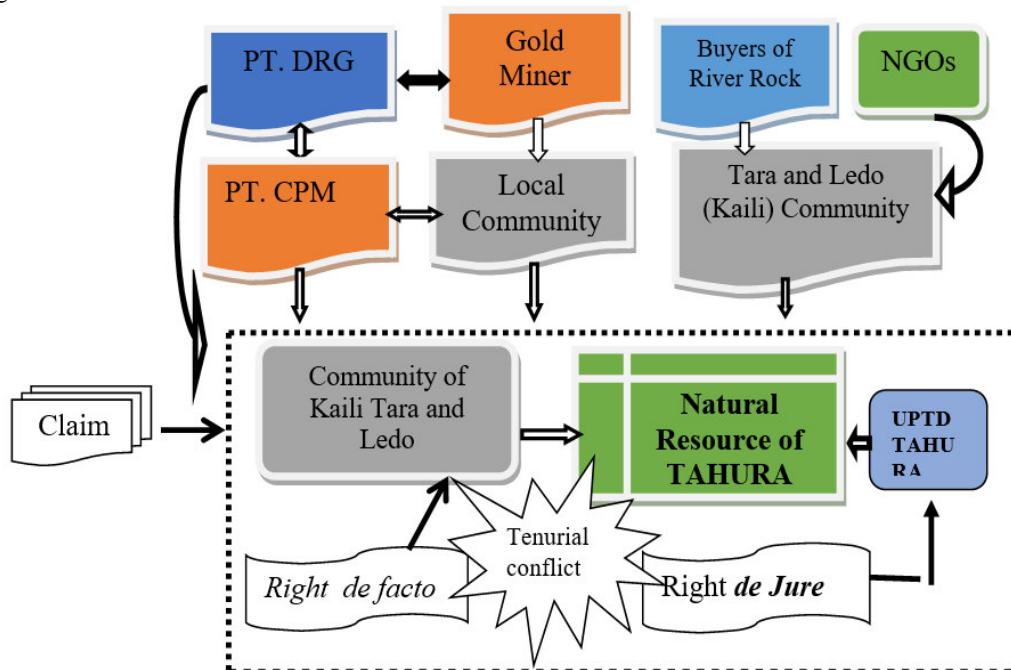 PT. DRG
Gold
Miner
Buyers of
River Rock
NGOs
PT. CPM
Local
Community
Tara and Ledo
(Kaili) Community
Claim
Community of
Kaili Tara and
Ledo
Natural
Resource of
TAHURA
UPTD
TAHU
RA
Tenurial
conflict
Right de facto
Right de Jure